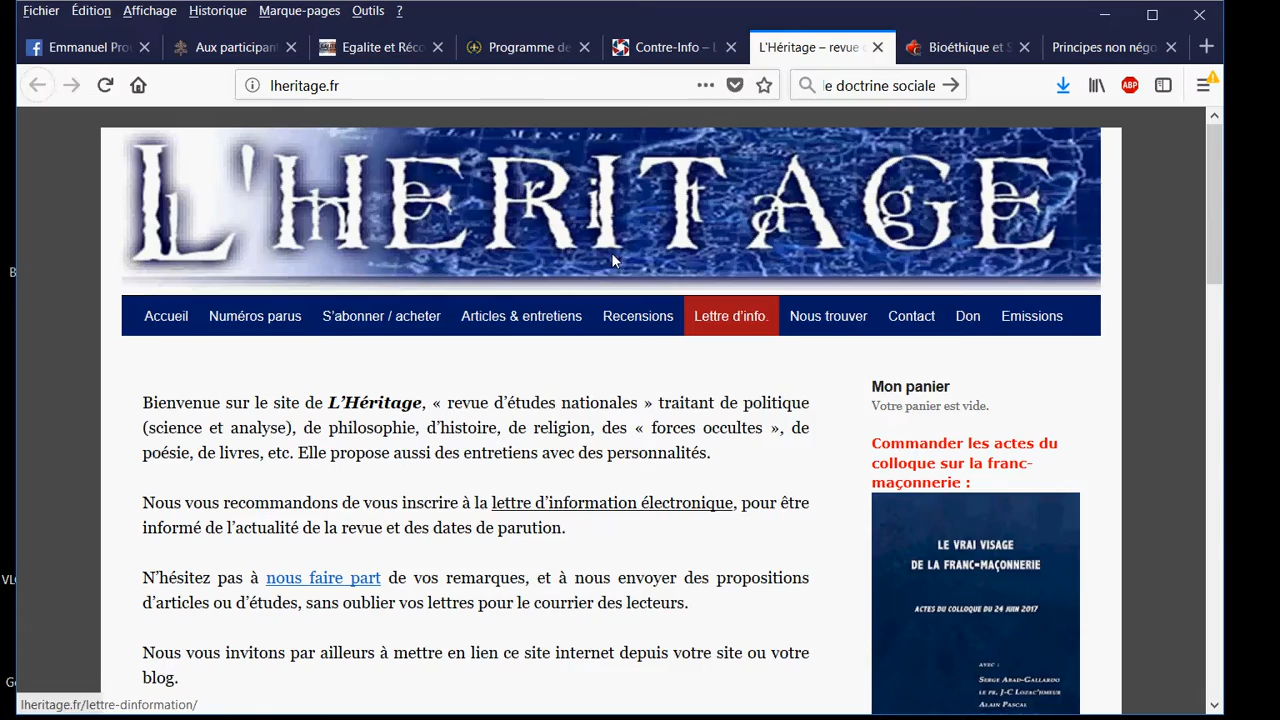 Fichier Édition Affichage Historique Marque-pages Outils ?
Emmanuel Prov Aux participant Egalite et Réco Programme de Contre-Info – L L'Héritage – revue d Bioéthique et S Principes non négo
lheritage.fr
le doctrine sociale
ABP
L'HERITAGE
L'heritage
Accueil Numéros parus S'abonner / acheter Articles & entretiens Recensions Lettre d'info. Nous trouver Contact Don Emissions
Bienvenue sur le site de L'Héritage, « revue d'études nationales » traitant de politique
(science et analyse), de philosophie, d'histoire, de religion, des « forces occultes », de
poésie, de livres, etc. Elle propose aussi des entretiens avec des personnalités.
Nous vous recommandons de vous inscrire à la lettre d'information électronique, pour être
informé de l'actualité de la revue et des dates de parution.
N'hésitez pas à nous faire part de vos remarques, et à nous envoyer des propositions
d'articles ou d'études, sans oublier vos lettres pour le courrier des lecteurs.
Nous vous invitons par ailleurs à mettre en lien ce site internet depuis votre site ou votre
blog.
Mon panier
Votre panier est vide.
Commander les actes du
colloque sur la franc-
maçonnerie :
LE VRAI VISAGE
DE LA FRANC-MAÇONNERIE
ACTES DU COLLOQUE DU 24 JUIN 2017
AVEC :
SERGE ABAD-GALLARDO
LE PR. J-C LOZAC'HMEUR
ALAIN PASCAL
lheritage.fr/lettre-dinformation/